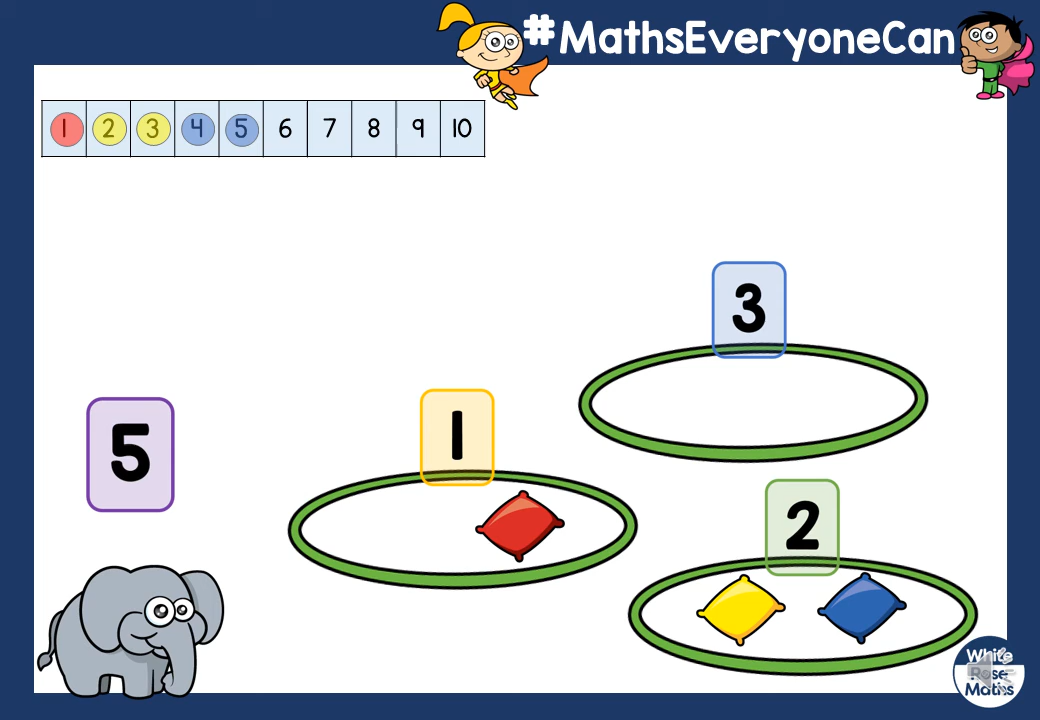 #MathsEveryoneCan
1 2 3 4 5 6 7 8 9 10
3
1
5
2
White
Rose
Maths